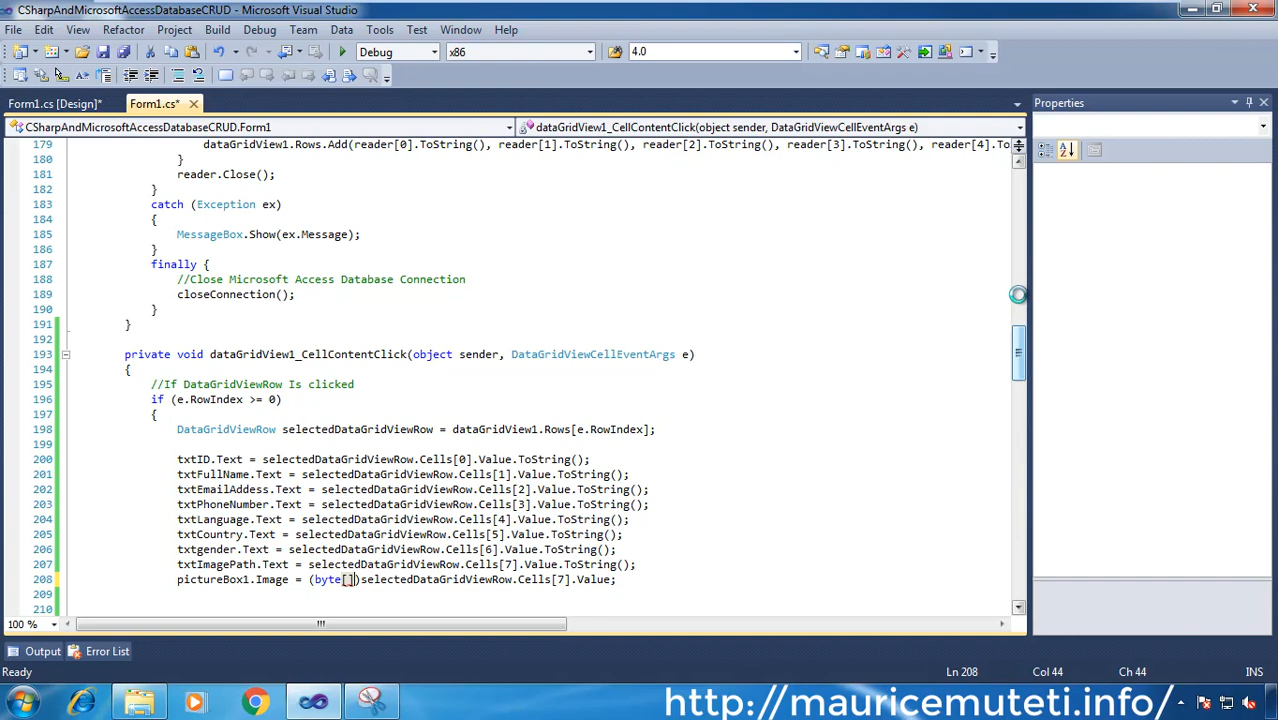 CSharpAndMicrosoftAccessDatabaseCRUD - Microsoft Visual Studio
File Edit View Refactor Project Build Debug Team Data Tools Test Window Help
Debug x86 4.0
Form1.cs [Design]* Form1.cs*
CSharpAndMicrosoftAccessDatabaseCRUD.Form1 dataGridView1_CellContentClick(object sender, DataGridViewCellEventArgs e)
Properties
179 dataGridView1.Rows.Add(reader[0].ToString(), reader[1].ToString(), reader[2].ToString(), reader[3].ToString(), reader[4].To
180 }
181 reader.Close();
182 }
183 catch (Exception ex)
184 {
185 MessageBox.Show(ex.Message);
186 }
187 finally {
188 //Close Microsoft Access Database Connection
189 closeConnection();
190 }
191 }
192
193 private void dataGridView1_CellContentClick(object sender, DataGridViewCellEventArgs e)
194 {
195 //If DataGridViewRow Is clicked
196 if (e.RowIndex >= 0)
197 {
198 DataGridViewRow selectedDataGridViewRow = dataGridView1.Rows[e.RowIndex];
199
200 txtID.Text = selectedDataGridViewRow.Cells[0].Value.ToString();
201 txtFullName.Text = selectedDataGridViewRow.Cells[1].Value.ToString();
202 txtEmailAddess.Text = selectedDataGridViewRow.Cells[2].Value.ToString();
203 txtPhoneNumber.Text = selectedDataGridViewRow.Cells[3].Value.ToString();
204 txtLanguage.Text = selectedDataGridViewRow.Cells[4].Value.ToString();
205 txtCountry.Text = selectedDataGridViewRow.Cells[5].Value.ToString();
206 txtgender.Text = selectedDataGridViewRow.Cells[6].Value.ToString();
207 txtImagePath.Text = selectedDataGridViewRow.Cells[7].Value.ToString();
208 pictureBox1.Image = (byte[])selectedDataGridViewRow.Cells[7].Value;
209
210
100 %
Output Error List
Ready Ln 208 Col 44 Ch 44 INS
http://mauricemuteti.info/